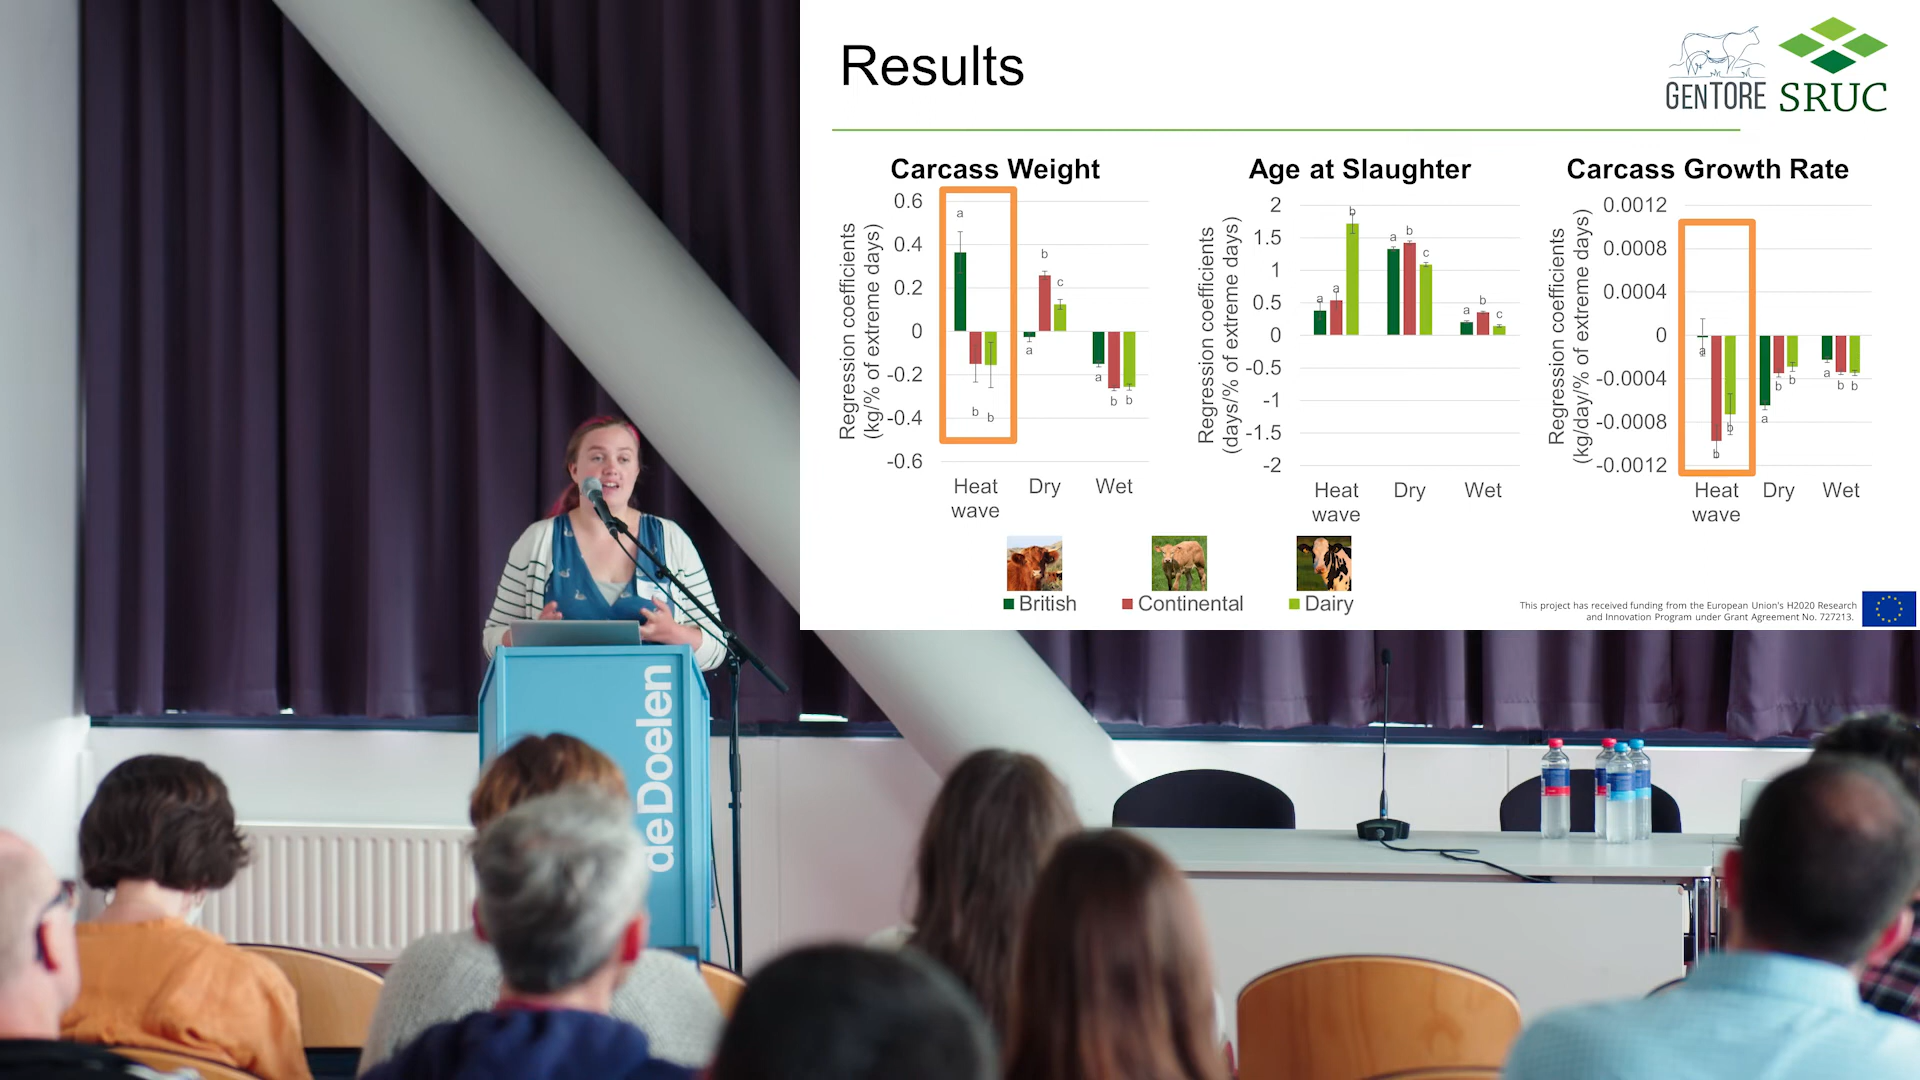 Results
GENTORE
SRUC
Carcass Weight
Regression coefficients
(kg/% of extreme days)
0.6
0.4
0.2
0
-0.2
-0.4
-0.6
a
b
b
a
b
c
a
b
b
Heat
wave
Dry
Wet
Age at Slaughter
Regression coefficients
(days/% of extreme days)
2
1.5
1
0.5
0
-0.5
-1
-1.5
-2
a
a
b
a
b
c
a
b
c
Heat
wave
Dry
Wet
Carcass Growth Rate
Regression coefficients
(kg/day/% of extreme days)
0.0012
0.0008
0.0004
0
-0.0004
-0.0008
-0.0012
a
b
b
a
b
b
a
b
b
Heat
wave
Dry
Wet
British
Continental
Dairy
This project has received funding from the European Union's H2020 Research
and Innovation Program under Grant Agreement No. 727213.
de Doelen